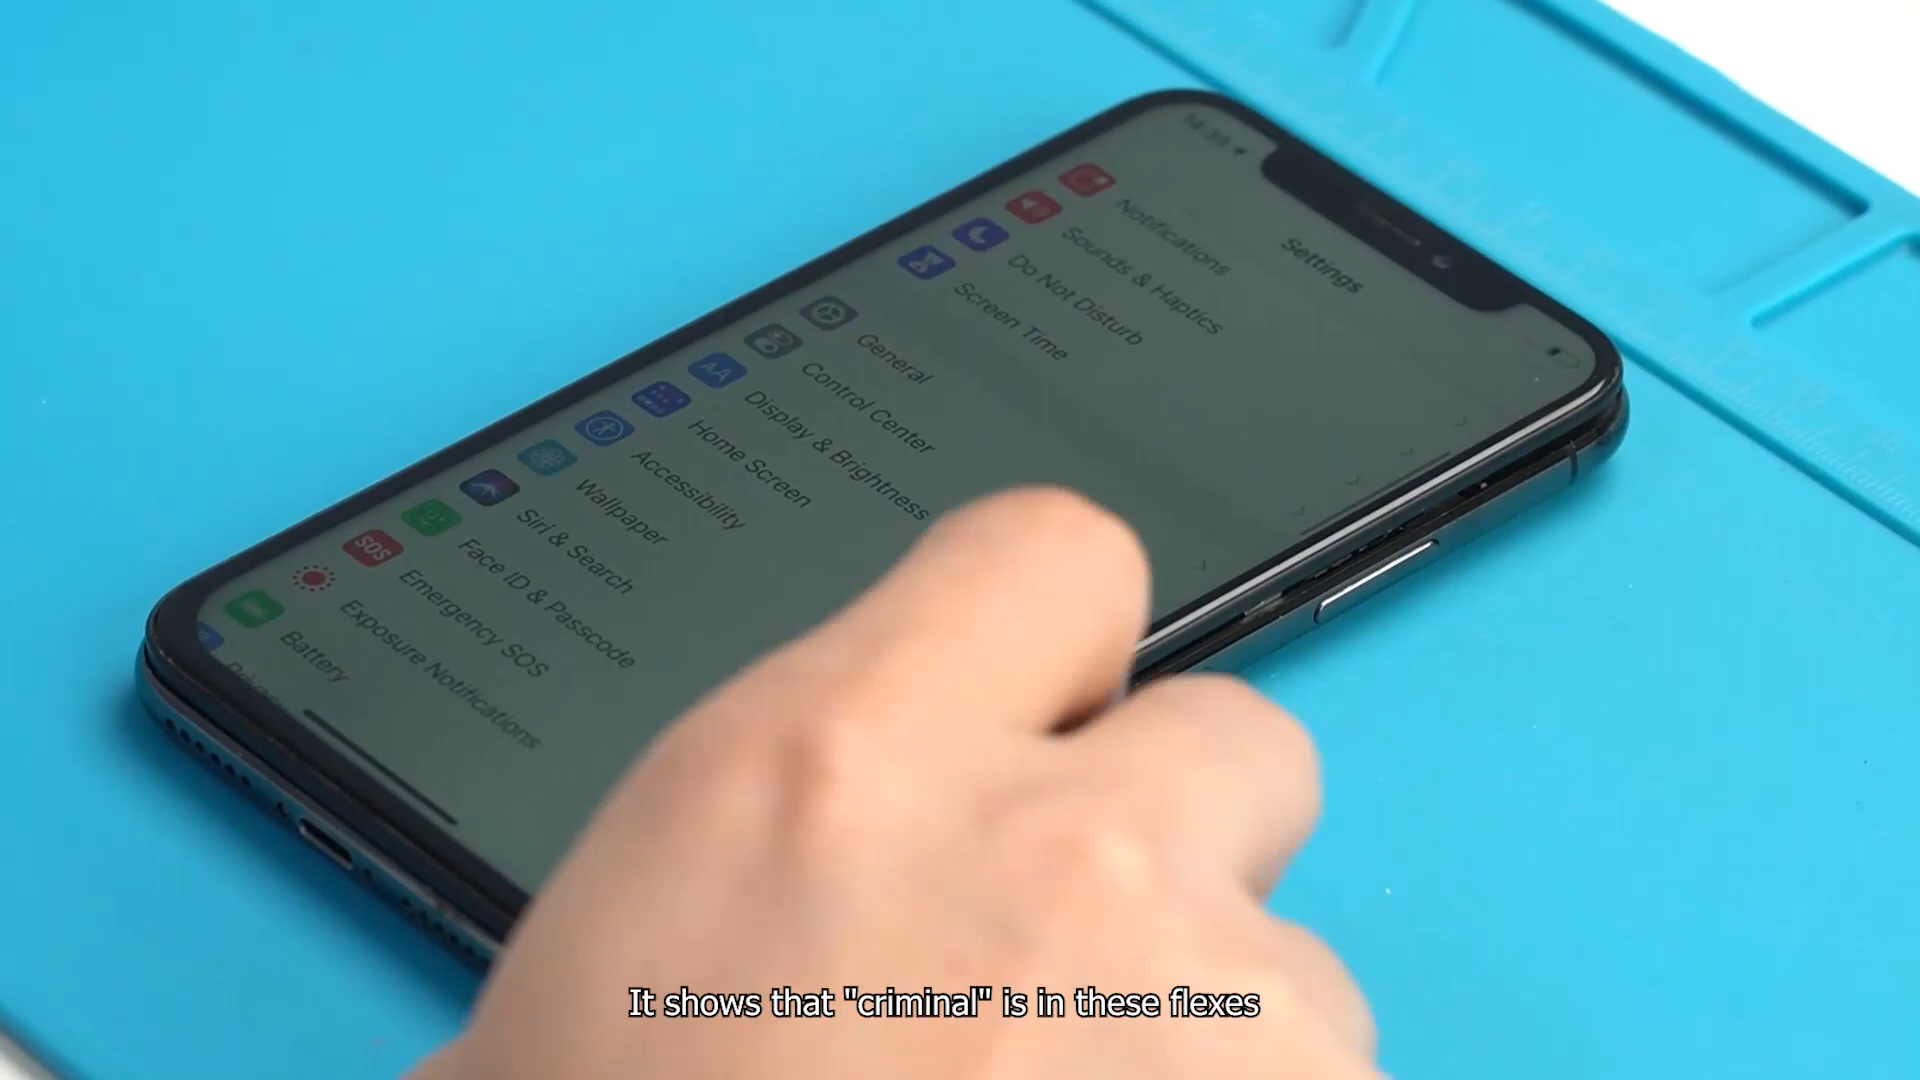 Settings
Notifications
Sounds & Haptics
Do Not Disturb
Screen Time
General
Control Center
AA
Display & Brightness
Home Screen
Accessibility
Wallpaper
Siri & Search
Face ID & Passcode
SOS
Emergency SOS
Exposure Notifications
Battery
It shows that "criminal" is in these flexes